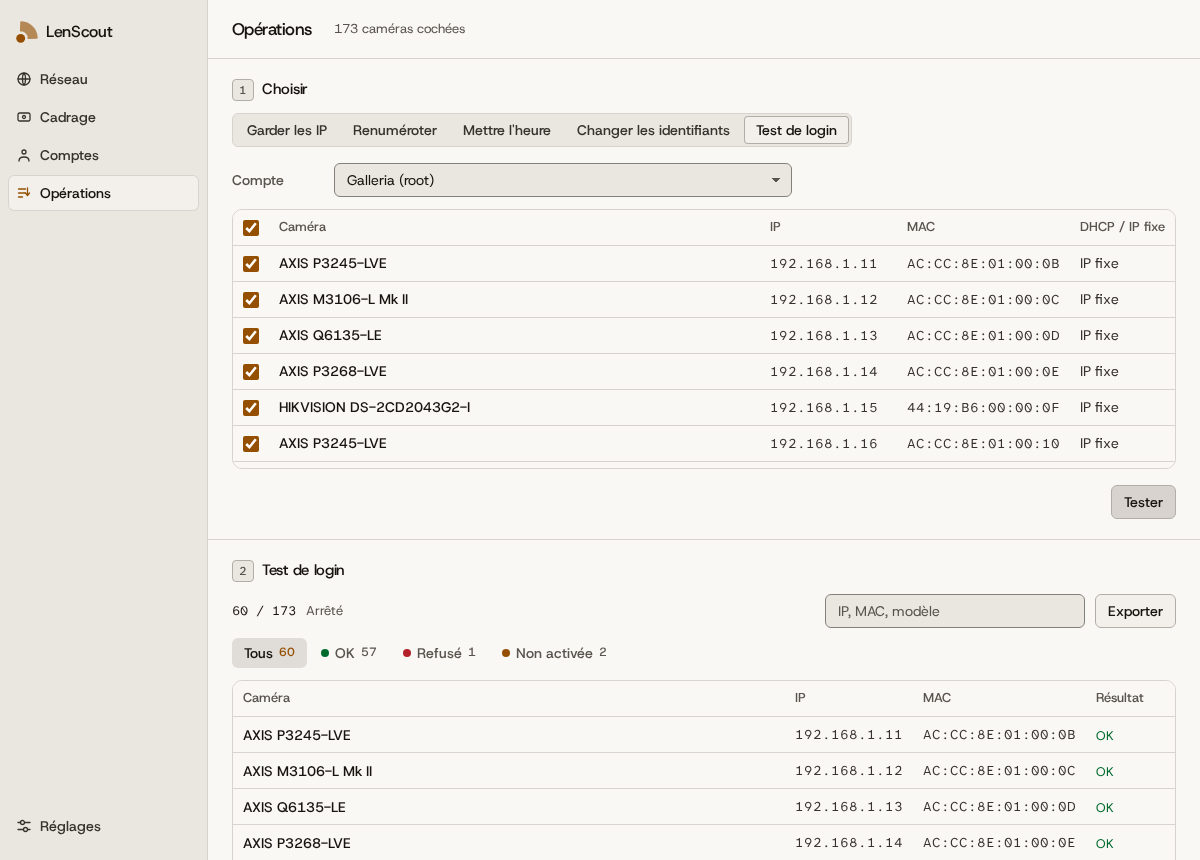 LenScout
Réseau
Cadrage
Comptes
Opérations
Réglages
Opérations 173 caméras cochées
1 Choisir
Garder les IP Renuméroter Mettre l'heure Changer les identifiants Test de login
Compte Galleria (root)
Caméra IP MAC DHCP / IP fixe
AXIS P3245-LVE 192.168.1.11 AC:CC:8E:01:00:0B IP fixe
AXIS M3106-L Mk II 192.168.1.12 AC:CC:8E:01:00:0C IP fixe
AXIS Q6135-LE 192.168.1.13 AC:CC:8E:01:00:0D IP fixe
AXIS P3268-LVE 192.168.1.14 AC:CC:8E:01:00:0E IP fixe
HIKVISION DS-2CD2043G2-I 192.168.1.15 44:19:B6:00:00:0F IP fixe
AXIS P3245-LVE 192.168.1.16 AC:CC:8E:01:00:10 IP fixe
Tester
2 Test de login
60 / 173 Arrêté IP, MAC, modèle Exporter
Tous 60 OK 57 Refusé 1 Non activée 2
Caméra IP MAC Résultat
AXIS P3245-LVE 192.168.1.11 AC:CC:8E:01:00:0B OK
AXIS M3106-L Mk II 192.168.1.12 AC:CC:8E:01:00:0C OK
AXIS Q6135-LE 192.168.1.13 AC:CC:8E:01:00:0D OK
AXIS P3268-LVE 192.168.1.14 AC:CC:8E:01:00:0E OK